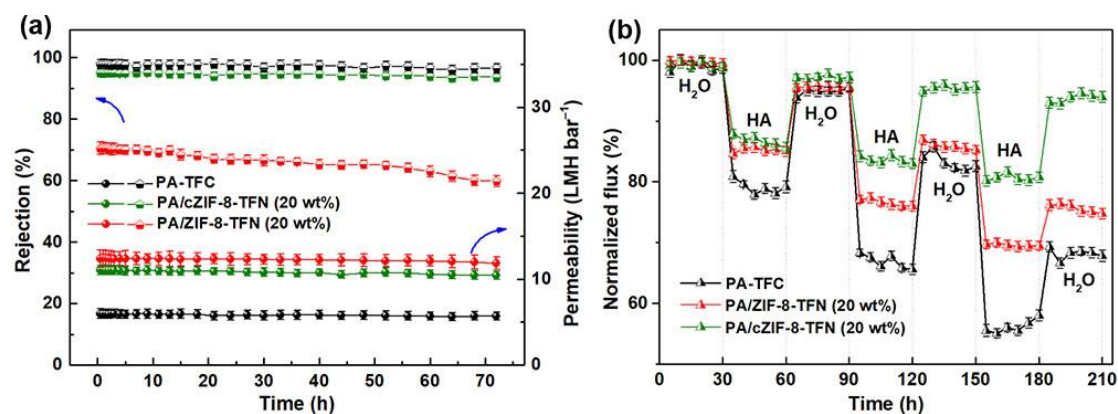 (a)
100
80
60
40
20
0
Rejection (%)
PA-TFC
PA/cZIF-8-TFN (20 wt%)
PA/ZIF-8-TFN (20 wt%)
30
20
10
0
Permeability (LMH bar⁻¹)
0 10 20 30 40 50 60 70
Time (h)
(b)
100
80
60
Normalized flux (%)
H₂O
HA
H₂O
HA
H₂O
HA
H₂O
PA-TFC
PA/ZIF-8-TFN (20 wt%)
PA/cZIF-8-TFN (20 wt%)
0 30 60 90 120 150 180 210
Time (h)